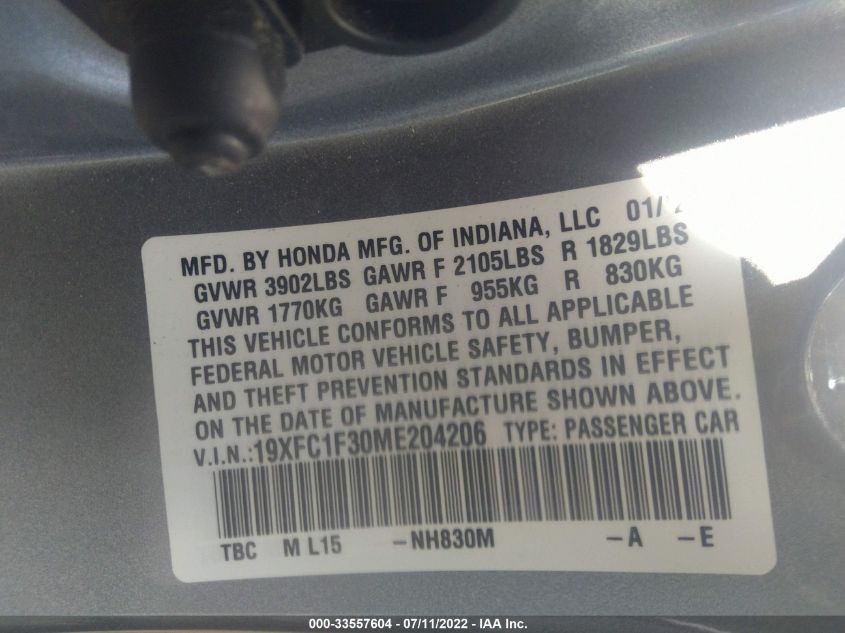 MFD. BY HONDA MFG. OF INDIANA, LLC 01/
GVWR 3902LBS GAWR F 2105LBS R 1829LBS
GVWR 1770KG GAWR F 955KG R 830KG
THIS VEHICLE CONFORMS TO ALL APPLICABLE
FEDERAL MOTOR VEHICLE SAFETY, BUMPER,
AND THEFT PREVENTION STANDARDS IN EFFECT
ON THE DATE OF MANUFACTURE SHOWN ABOVE.
V.I.N.:19XFC1F30ME204206 TYPE: PASSENGER CAR
TBC M L15 -NH830M -A -E
000-33557604 - 07/11/2022 - IAA Inc.